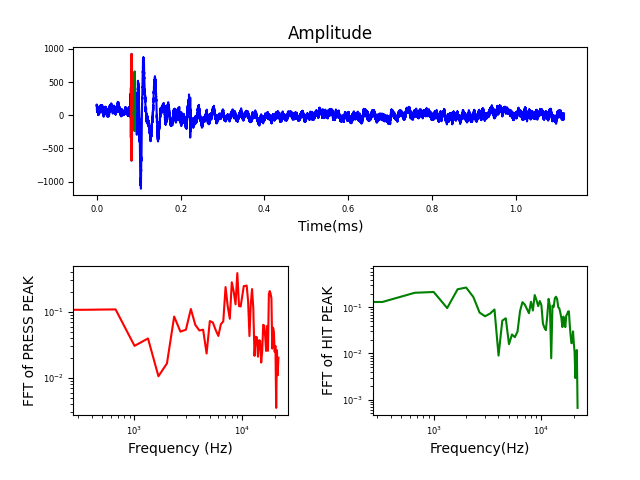 Amplitude
1000
500
0
−500
−1000
0.0 0.2 0.4 0.6 0.8 1.0
Time(ms)
FFT of PRESS PEAK
10⁻¹
10⁻²
10³ 10⁴
Frequency (Hz)
FFT of HIT PEAK
10⁻¹
10⁻²
10⁻³
10³ 10⁴
Frequency(Hz)